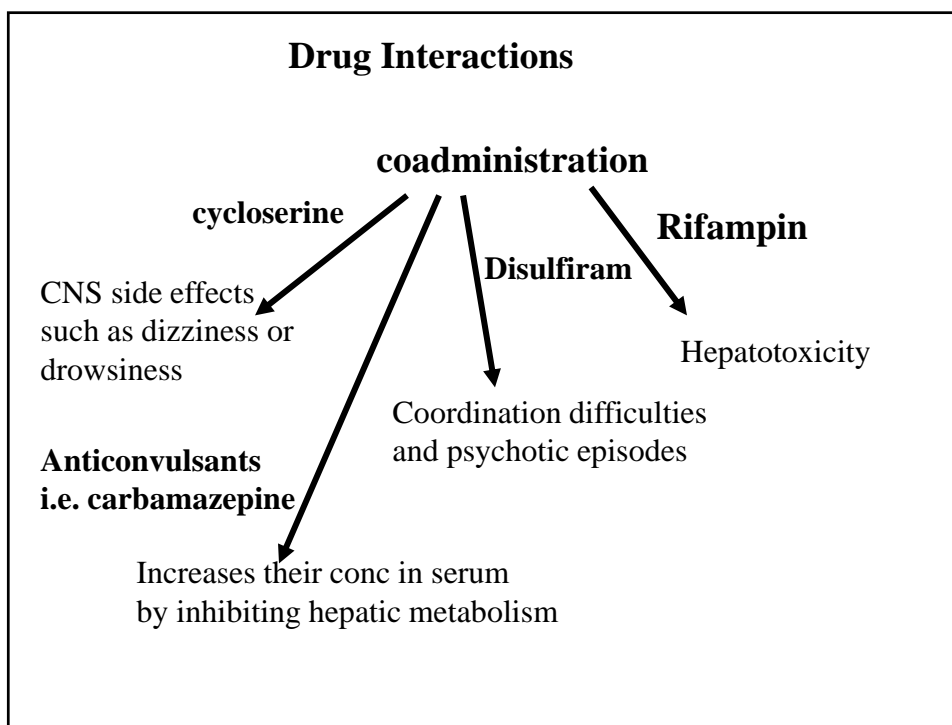 Drug Interactions
coadministration
cycloserine
Rifampin
Disulfiram
CNS side effects
such as dizziness or
drowsiness
Hepatotoxicity
Coordination difficulties
and psychotic episodes
Anticonvulsants
i.e. carbamazepine
Increases their conc in serum
by inhibiting hepatic metabolism